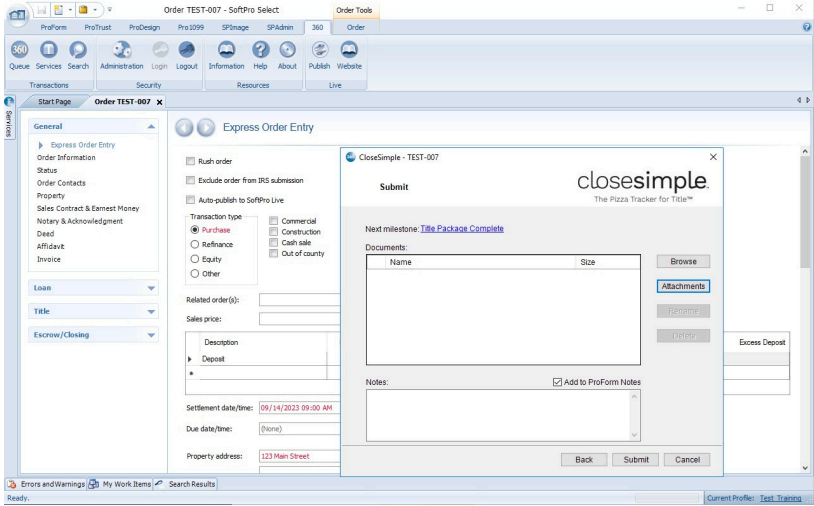 Order TEST-007 - SoftPro Select
Order Tools
ProForm ProTrust ProDesign Pro1099 SPImage SPAdmin 360 Order
360
Queue Services Search Administration Login Logout Information Help About Publish Website
Transactions Security Resources Live
Start Page Order TEST-007 x
Services
General
Express Order Entry
Order Information
Status
Order Contacts
Property
Sales Contract & Earnest Money
Notary & Acknowledgment
Deed
Affidavit
Invoice
Loan
Title
Escrow/Closing
Express Order Entry
Rush order
Exclude order from IRS submission
Auto-publish to SoftPro Live
Transaction type
Purchase
Refinance
Equity
Other
Commercial
Construction
Cash sale
Out of county
Related order(s):
Sales price:
Description
Excess Deposit
Deposit
*
Settlement date/time: 09/14/2023 09:00 AM
Due date/time: (None)
Property address: 123 Main Street
CloseSimple - TEST-007
Submit
closesimple.
The Pizza Tracker for Title™
Next milestone: Title Package Complete
Documents:
Name Size
Browse
Attachments
Rename
Delete
Notes:
Add to ProForm Notes
Back Submit Cancel
Errors and Warnings My Work Items Search Results
Ready.
Current Profile: Test Training